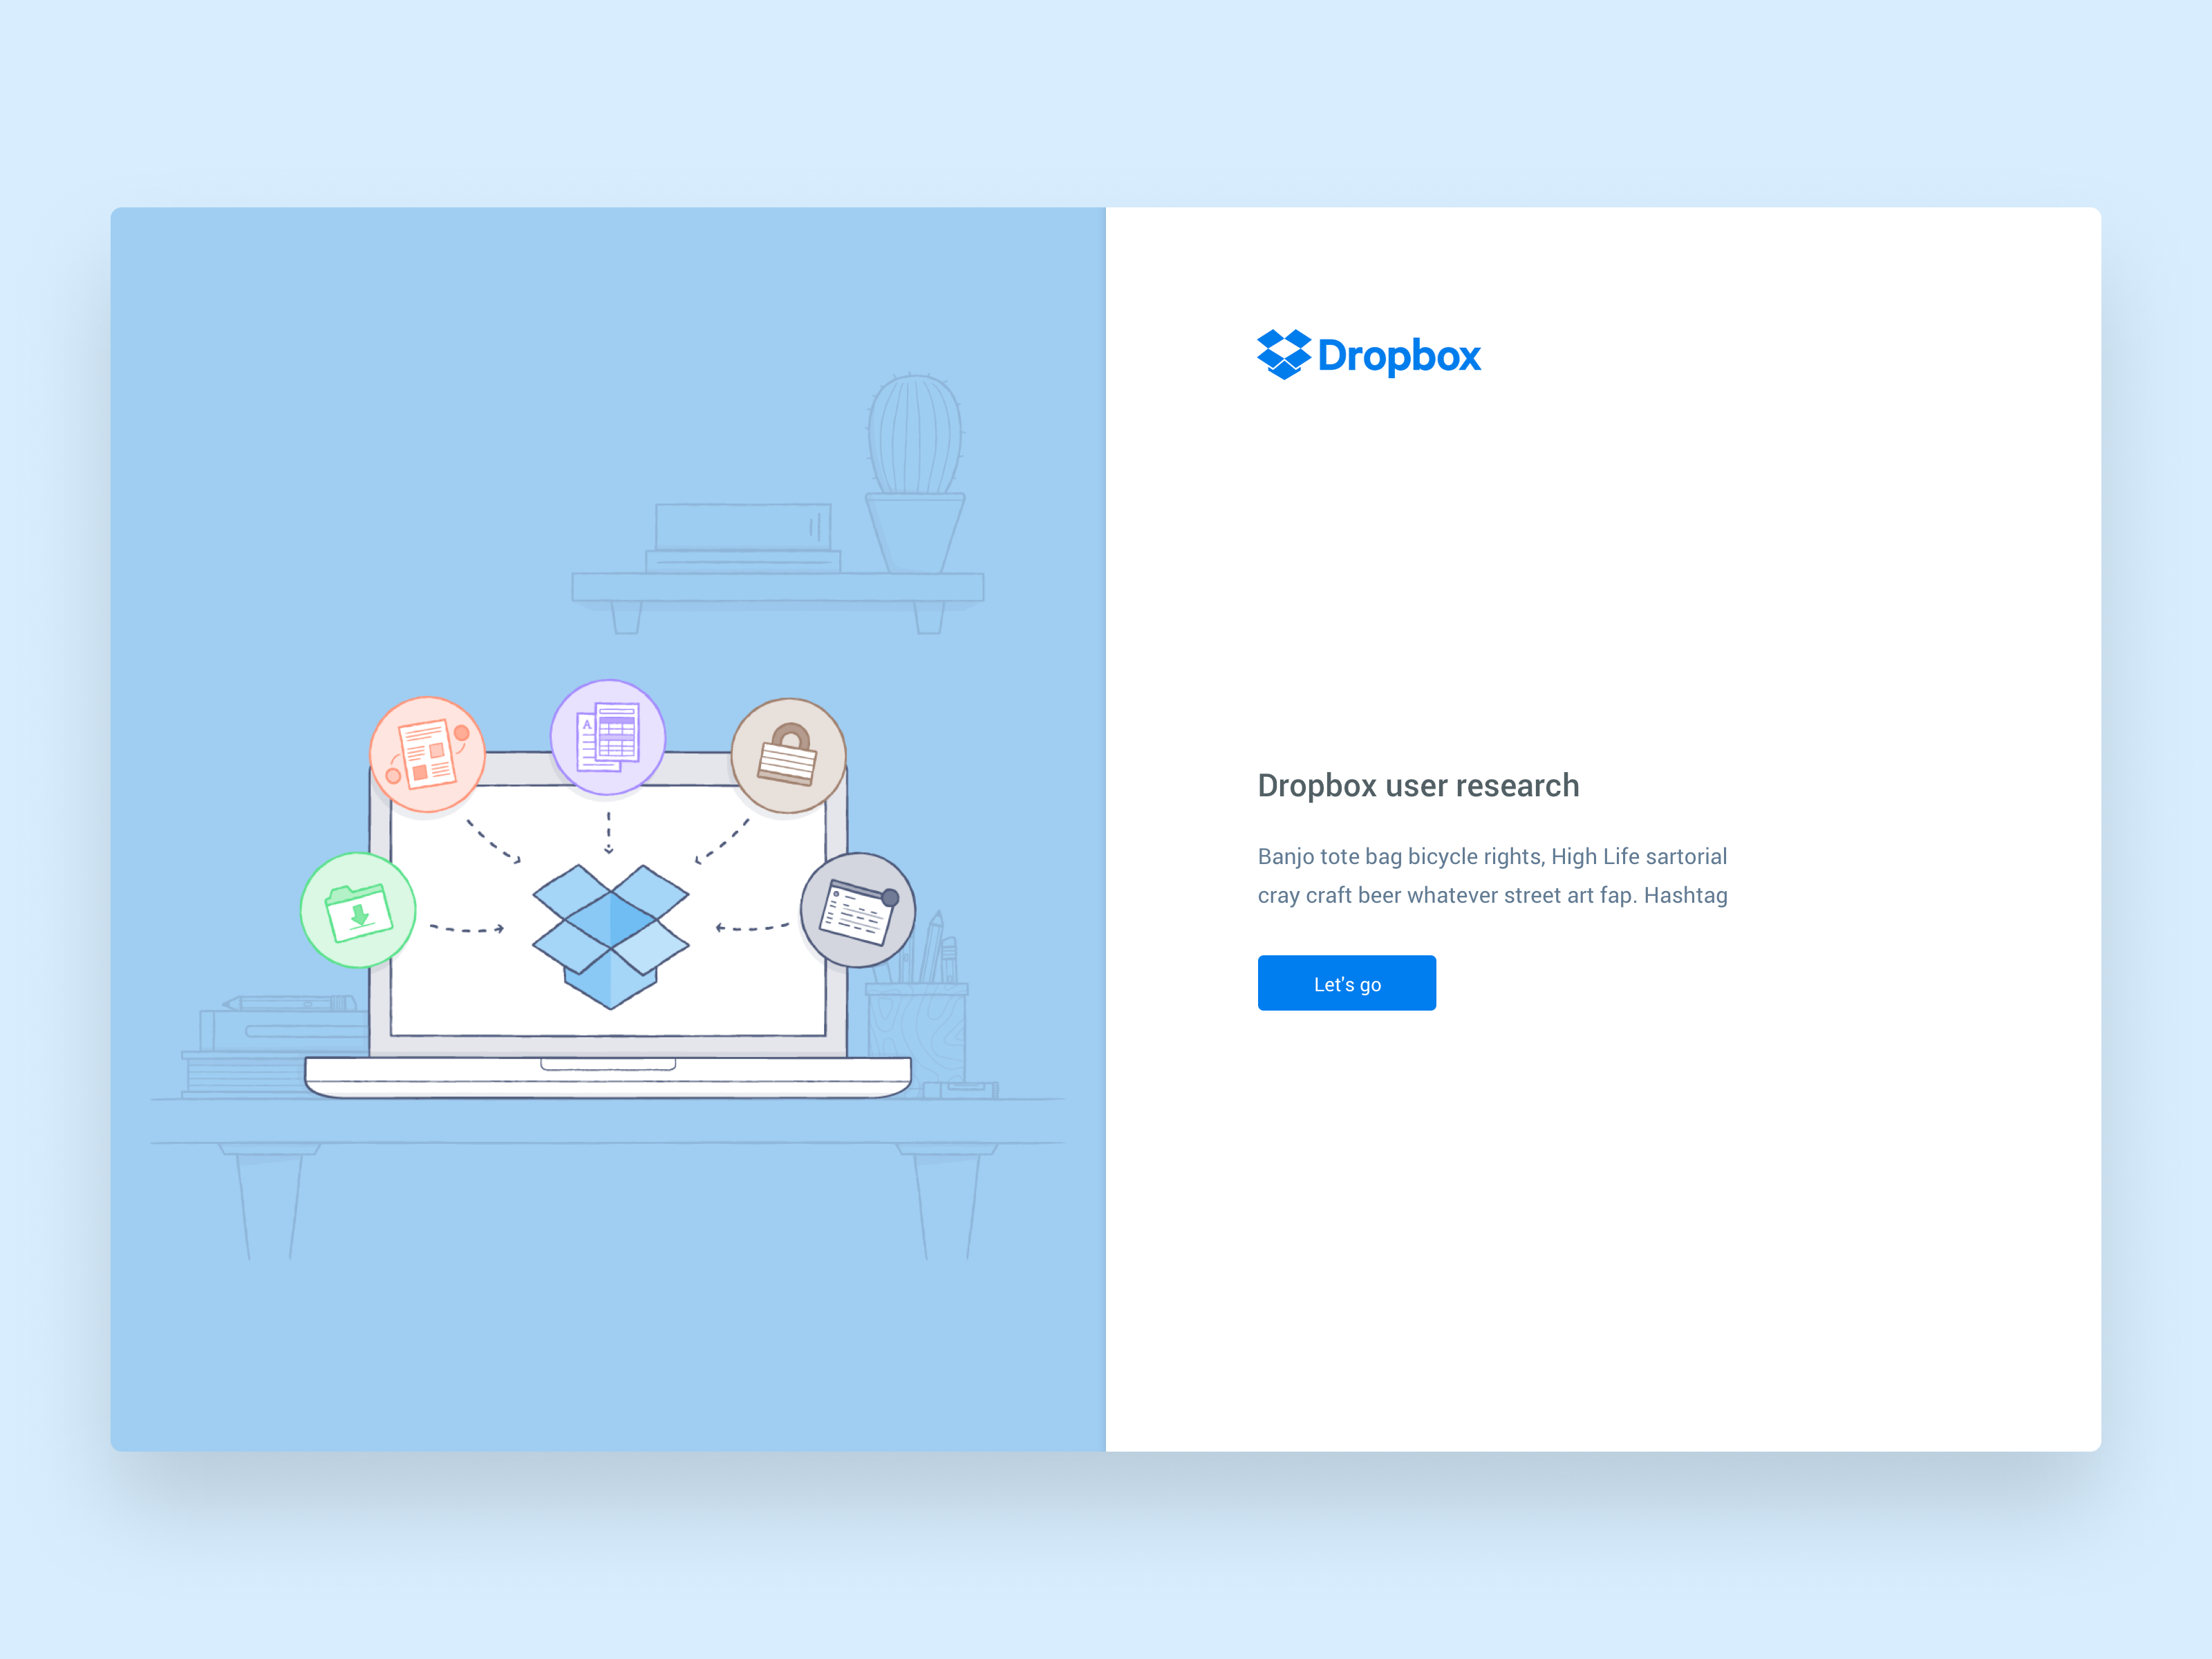 Dropbox
A
Dropbox user research
Banjo tote bag bicycle rights, High Life sartorial
cray craft beer whatever street art fap. Hashtag
Let's go